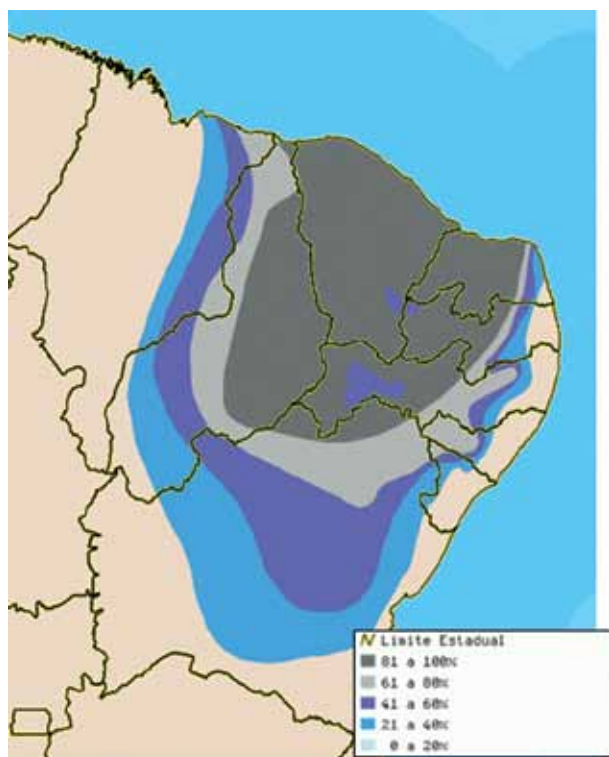 Limite Estadual
81 a 100%
61 a 80%
41 a 60%
21 a 40%
0 a 20%